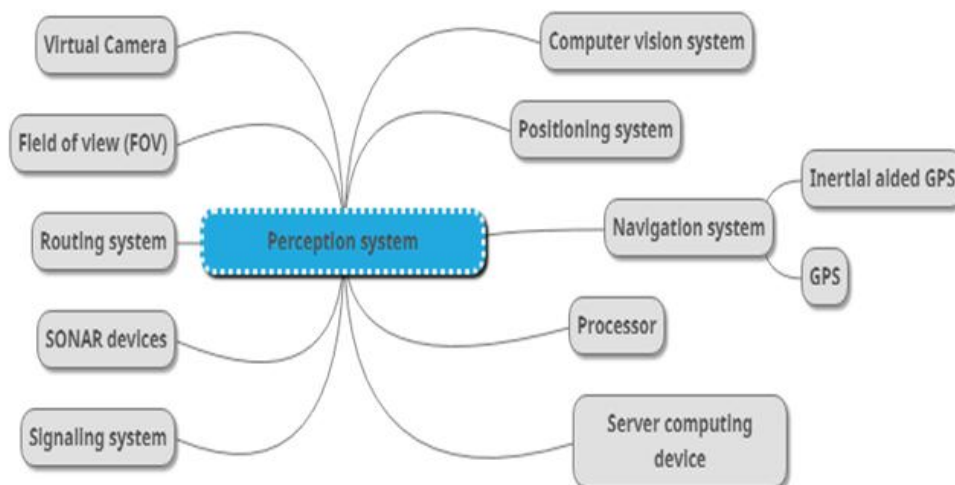 Virtual Camera
Field of view (FOV)
Routing system
SONAR devices
Signaling system
Perception system
Computer vision system
Positioning system
Navigation system
Inertial aided GPS
GPS
Processor
Server computing
device